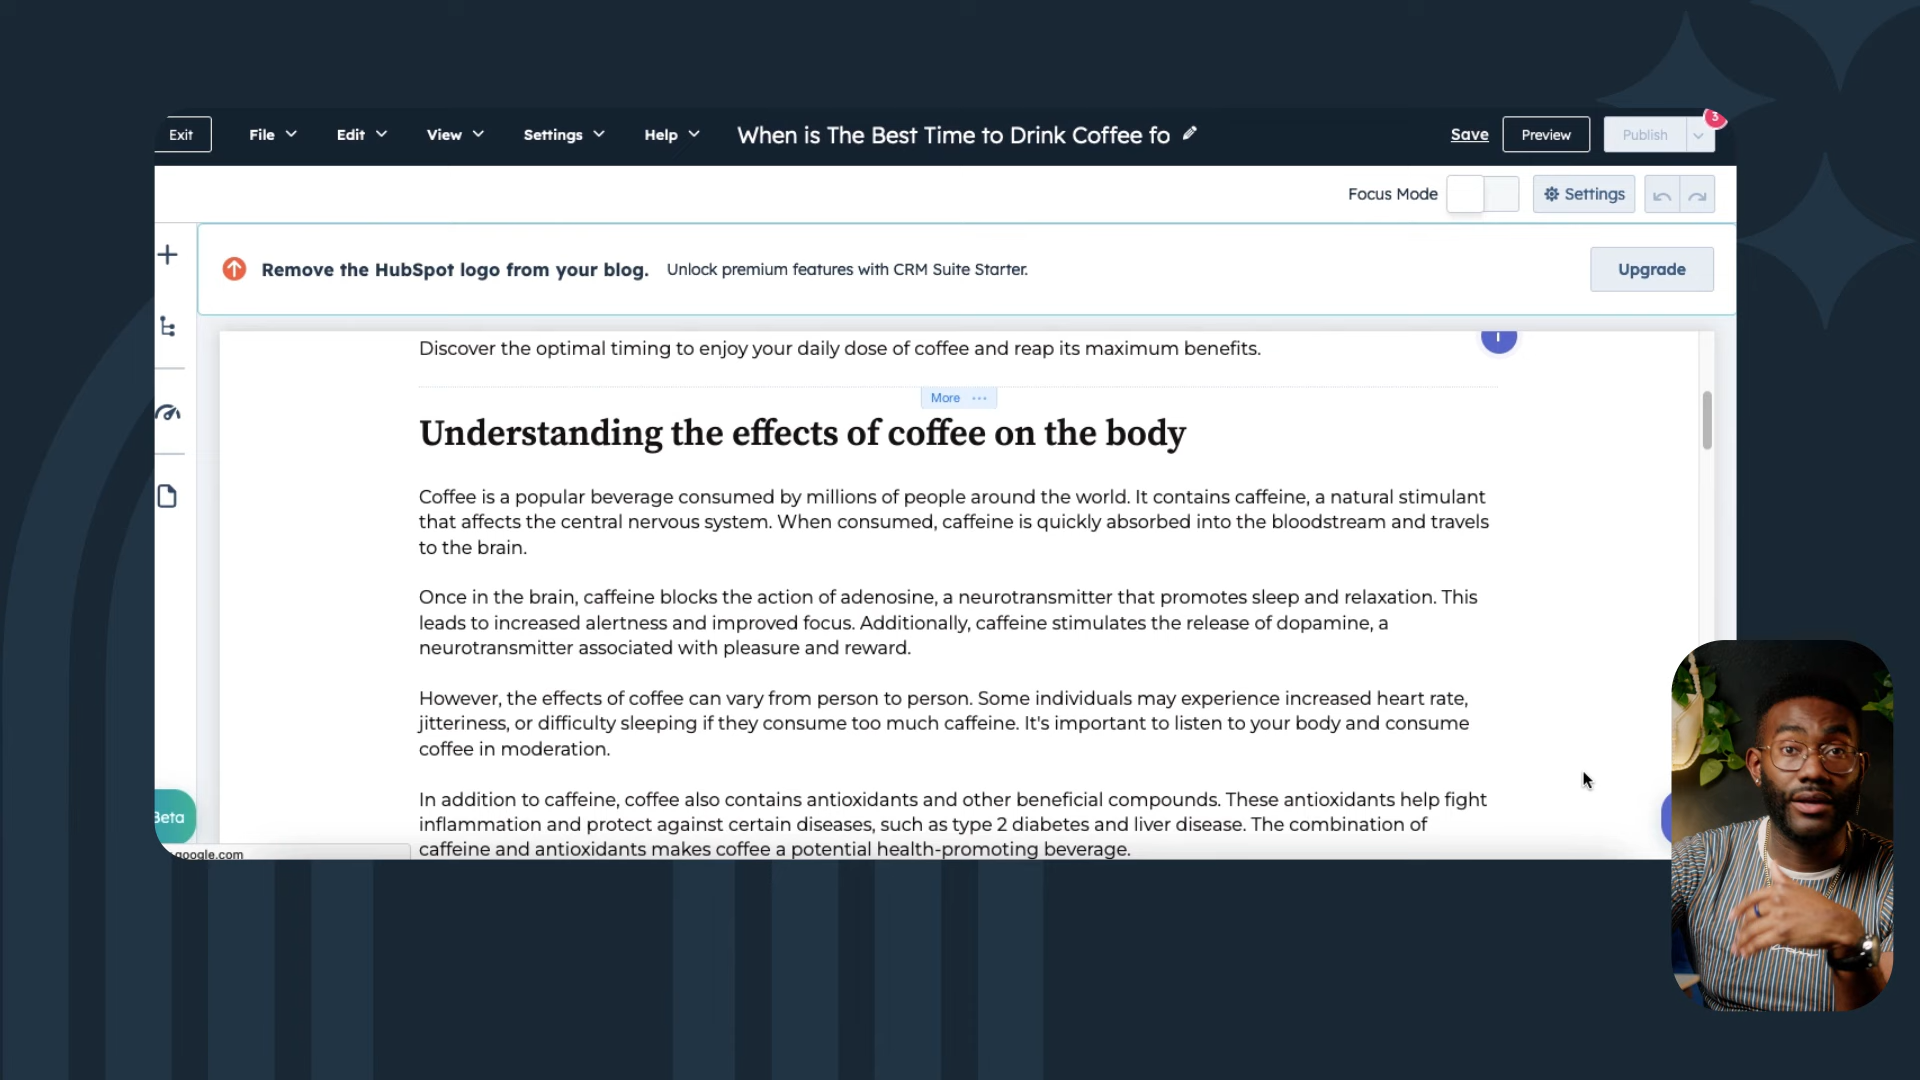 Exit
File
Edit
View
Settings
Help
When is The Best Time to Drink Coffee fo
Save
Preview
Publish
3
Focus Mode
Settings
Remove the HubSpot logo from your blog.
Unlock premium features with CRM Suite Starter.
Upgrade
Discover the optimal timing to enjoy your daily dose of coffee and reap its maximum benefits.
More
Understanding the effects of coffee on the body
Coffee is a popular beverage consumed by millions of people around the world. It contains caffeine, a natural stimulant
that affects the central nervous system. When consumed, caffeine is quickly absorbed into the bloodstream and travels
to the brain.
Once in the brain, caffeine blocks the action of adenosine, a neurotransmitter that promotes sleep and relaxation. This
leads to increased alertness and improved focus. Additionally, caffeine stimulates the release of dopamine, a
neurotransmitter associated with pleasure and reward.
However, the effects of coffee can vary from person to person. Some individuals may experience increased heart rate,
jitteriness, or difficulty sleeping if they consume too much caffeine. It's important to listen to your body and consume
coffee in moderation.
In addition to caffeine, coffee also contains antioxidants and other beneficial compounds. These antioxidants help fight
inflammation and protect against certain diseases, such as type 2 diabetes and liver disease. The combination of
caffeine and antioxidants makes coffee a potential health-promoting beverage.
Beta
google.com